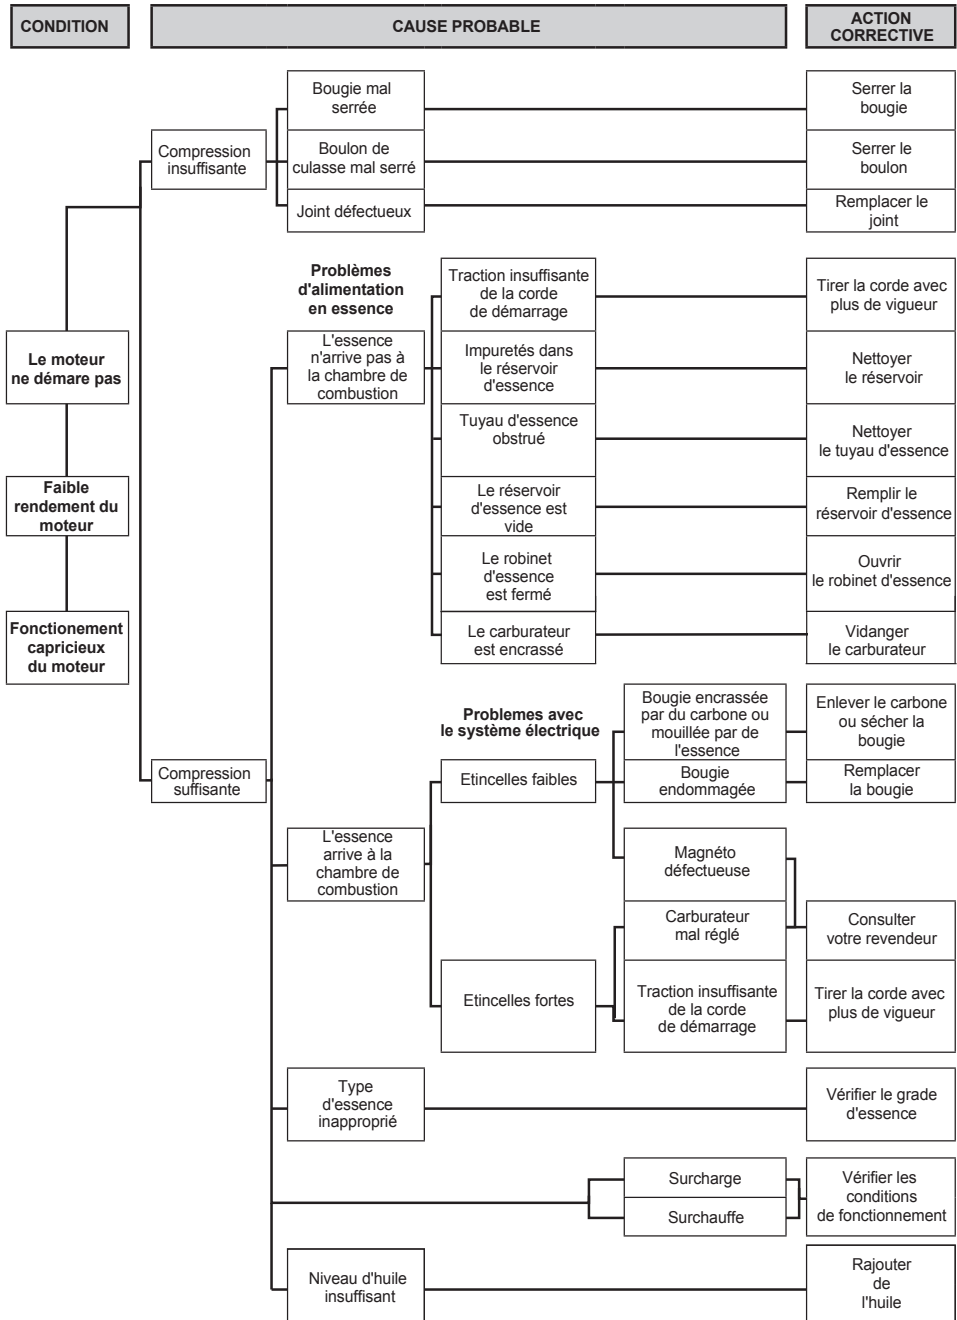 CONDITION
CAUSE PROBABLE
ACTION
CORRECTIVE
Bougie mal
serrée
Serrer la
bougie
Compression
insuffisante
Boulon de
culasse mal serré
Serrer le
boulon
Joint défectueux
Remplacer le
joint
Problèmes
d'alimentation
en essence
Traction insuffisante
de la corde
de démarrage
Tirer la corde avec
plus de vigueur
Le moteur
ne démare pas
L'essence
n'arrive pas à
la chambre de
combustion
Impuretés dans
le réservoir
d'essence
Nettoyer
le réservoir
Tuyau d'essence
obstrué
Nettoyer
le tuyau d'essence
Faible
rendement du
moteur
Le réservoir
d'essence est
vide
Remplir le
réservoir d'essence
Le robinet
d'essence
est fermé
Ouvrir
le robinet d'essence
Fonctionement
capricieux
du moteur
Le carburateur
est encrassé
Vidanger
le carburateur
Problemes avec
le système électrique
Bougie encrassée
par du carbone ou
mouillée par de
l'essence
Enlever le carbone
ou sécher la
bougie
Compression
suffisante
Etincelles faibles
Bougie
endommagée
Remplacer
la bougie
L'essence
arrive à la
chambre de
combustion
Magnéto
défectueuse
Carburateur
mal réglé
Consulter
votre revendeur
Etincelles fortes
Traction insuffisante
de la corde
de démarrage
Tirer la corde avec
plus de vigueur
Type
d'essence
inapproprié
Vérifier le grade
d'essence
Surcharge
Surchauffe
Vérifier les
conditions
de fonctionnement
Niveau d'huile
insuffisant
Rajouter
de
l'huile